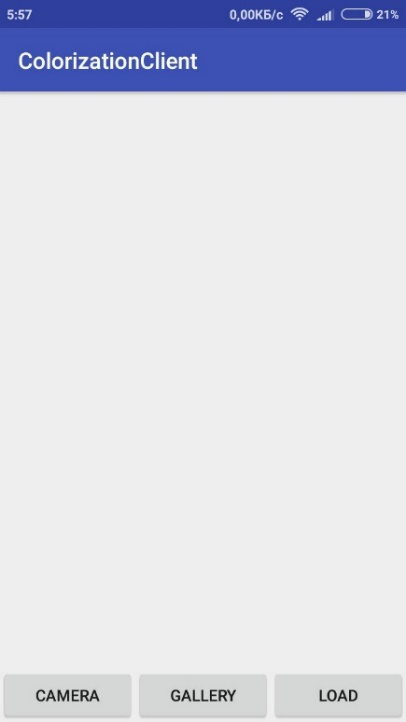 5:57 0,00КБ/с 21%
ColorizationClient
CAMERA GALLERY LOAD